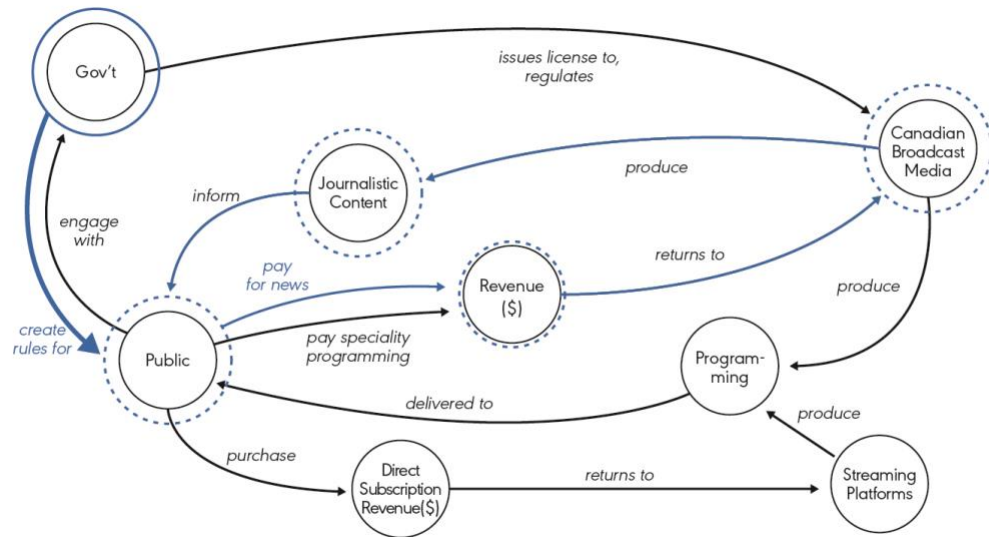 Gov't
issues license to,
regulates
Canadian
Broadcast
Media
produce
Journalistic
Content
inform
engage
with
pay
for news
Revenue
($)
returns to
produce
create
rules for
Public
pay speciality
programming
Program-
ming
delivered to
produce
purchase
Direct
Subscription
Revenue($)
returns to
Streaming
Platforms